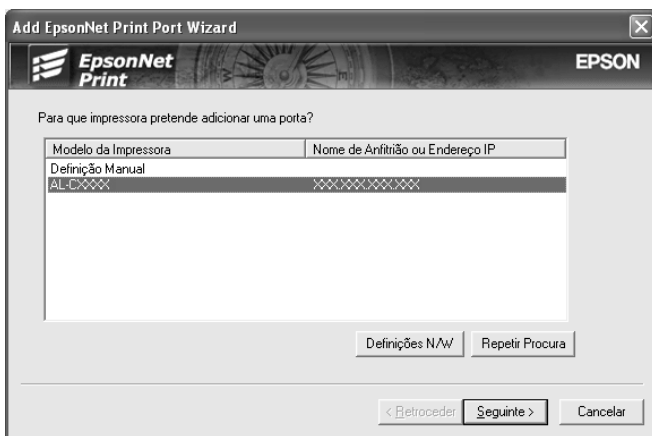 Add EpsonNet Print Port Wizard
EpsonNet
Print
EPSON
Para que impressora pretende adicionar uma porta?
Modelo da Impressora Nome de Anfitrião ou Endereço IP
Definição Manual
AL-CXXXX XXX.XXX.XXX.XXX
Definições N/W Repetir Procura
< Retroceder Seguinte > Cancelar